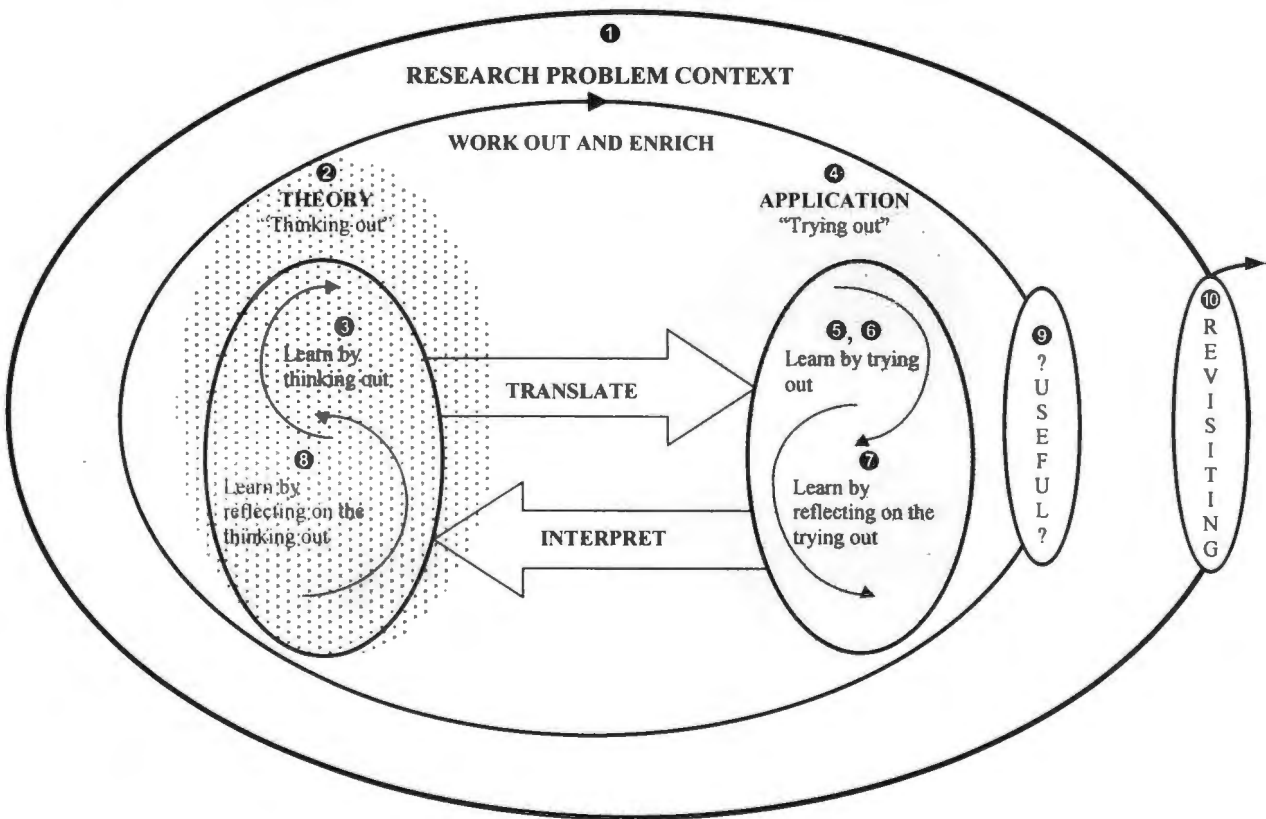 ❶
RESEARCH PROBLEM CONTEXT
WORK OUT AND ENRICH
❷
THEORY
"Thinking out"
❸
Learn by
thinking out
❽
Learn by
reflecting on the
thinking out
TRANSLATE
INTERPRET
❹
APPLICATION
"Trying out"
❺, ❻
Learn by trying
out
❼
Learn by
reflecting on the
trying out
❾
?USEFUL?
❿
REVISITING